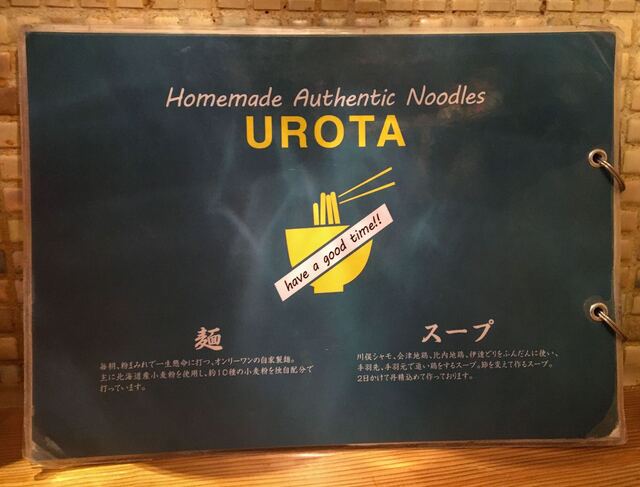 Homemade Authentic Noodles
UROTA
have a good time!!
麺
毎朝、粉まみれで一生懸命に打つ、オンリーワンの自家製麺。
主に北海道産小麦粉を使用し、約10種の小麦粉を独自配分で
打っています。
スープ
川俣シャモ、会津地鶏、比内地鶏、伊達どりをふんだんに使い、
手羽先、手羽元で追い鶏をするスープ。節を変えて作るスープ。
2日かけて丹精込めて作っております。